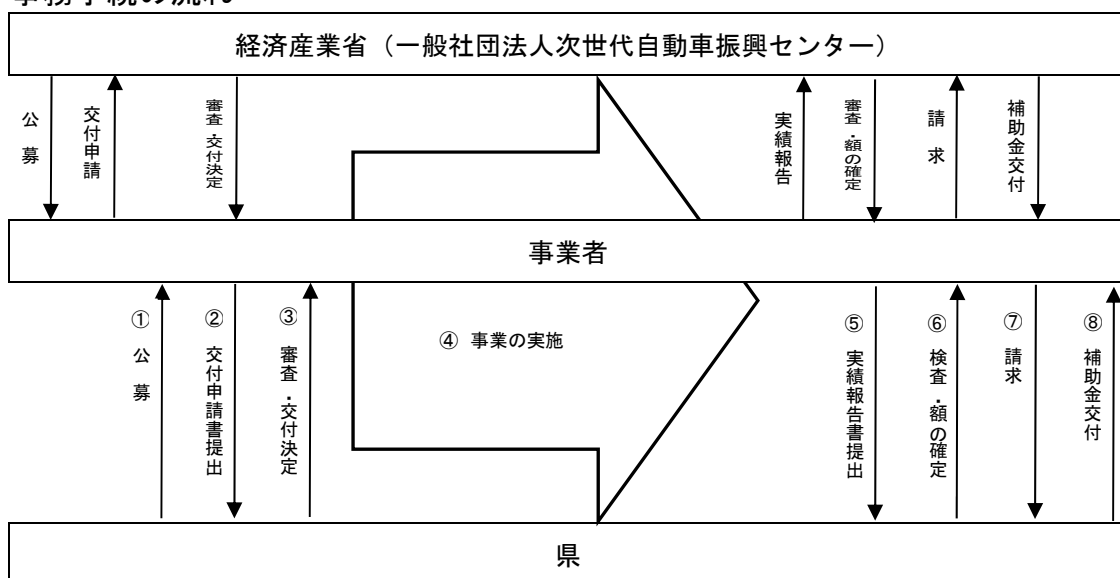 事務手続の流れ
経済産業省（一般社団法人次世代自動車振興センター）
公募
交付申請
審査・交付決定
実績報告
審査・額の確定
請求
補助金交付
事業者
① 公募
② 交付申請書提出
③ 審査・交付決定
④ 事業の実施
⑤ 実績報告書提出
⑥ 検査・額の確定
⑦ 請求
⑧ 補助金交付
県